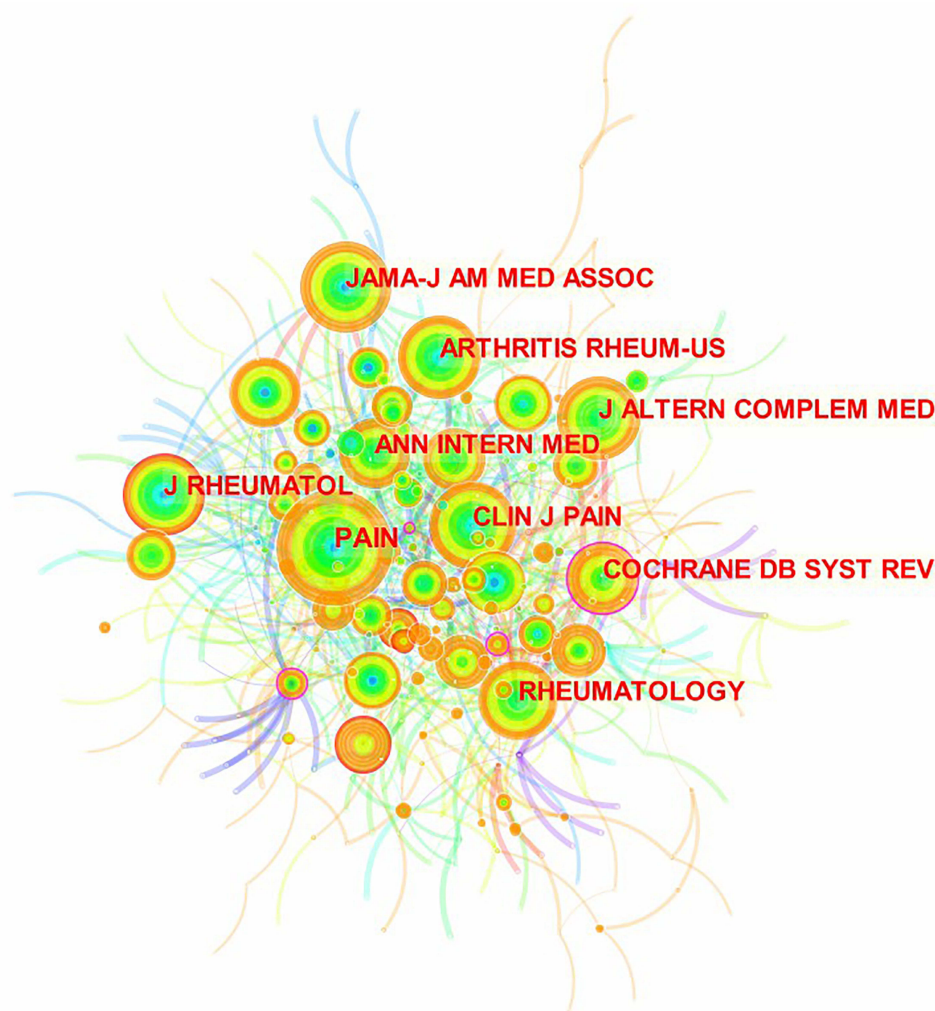 JAMA-J AM MED ASSOC
ARTHRITIS RHEUM-US
J ALTERN COMPLEM MED
ANN INTERN MED
J RHEUMATOL
CLIN J PAIN
PAIN
COCHRANE DB SYST REV
RHEUMATOLOGY